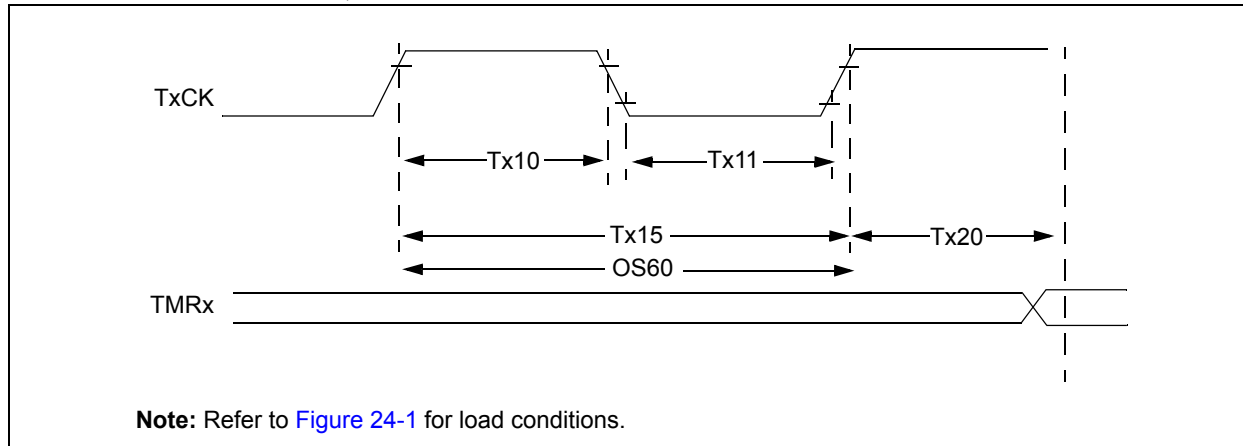 TxCK
Tx10
Tx11
Tx15
Tx20
OS60
TMRx
Note: Refer to Figure 24-1 for load conditions.